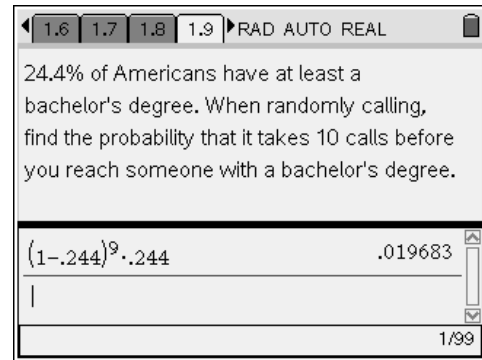 1.6 1.7 1.8 1.9 RAD AUTO REAL
24.4% of Americans have at least a
bachelor's degree. When randomly calling,
find the probability that it takes 10 calls before
you reach someone with a bachelor's degree.
(1-.244)⁹·.244 .019683
1/99